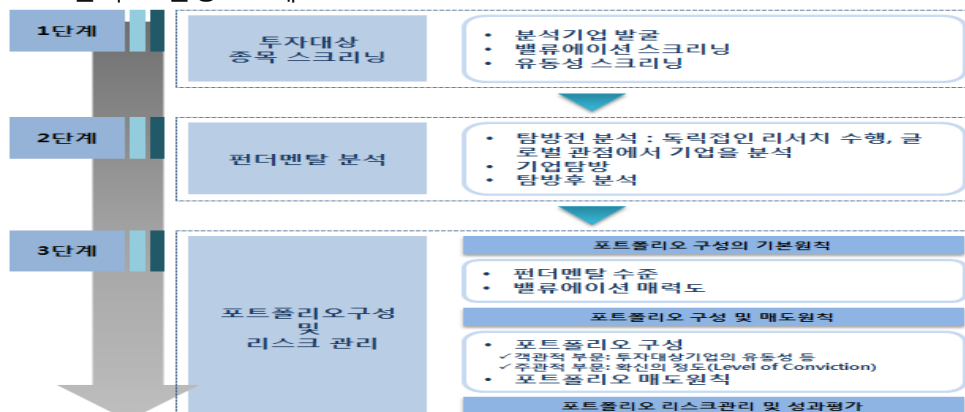 1단계
투자대상
종목 스크리닝
• 분석기업 발굴
• 밸류에이션 스크리닝
• 유동성 스크리닝
2단계
펀더멘탈 분석
• 탐방전 분석 : 독립접인 리서치 수행, 글
로벌 관점에서 기업을 분석
• 기업탐방
• 탐방후 분석
3단계
포트폴리오구성
및
리스크 관리
포트폴리오 구성의 기본원칙
• 펀더멘탈 수준
• 밸류에이션 매력도
포트폴리오 구성 및 매도원칙
• 포트폴리오 구성
✓객관적 부문: 투자대상기업의 유동성 등
✓주관적 부문: 확신의 정도(Level of Conviction)
• 포트폴리오 매도원칙
포트폴리오 리스크관리 및 성과평가